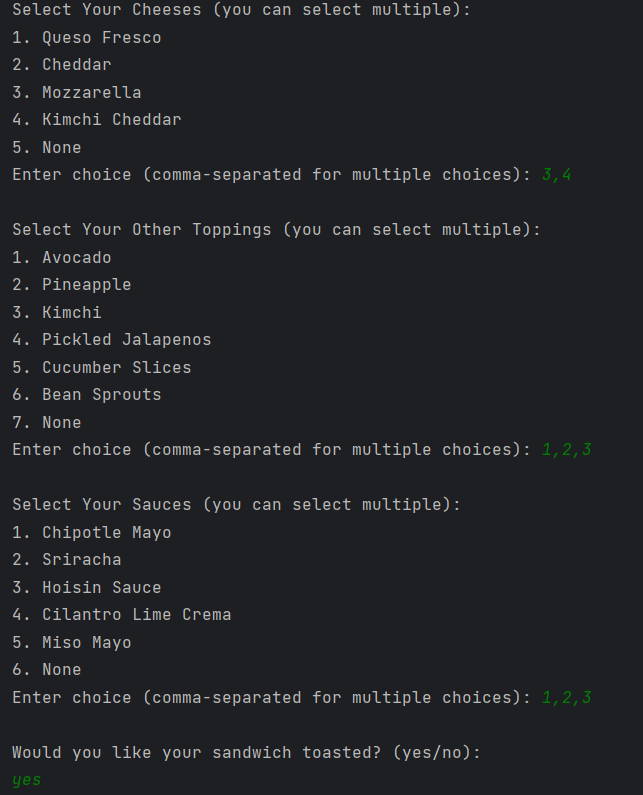 Select Your Cheeses (you can select multiple):
1. Queso Fresco
2. Cheddar
3. Mozzarella
4. Kimchi Cheddar
5. None
Enter choice (comma-separated for multiple choices): 3,4
Select Your Other Toppings (you can select multiple):
1. Avocado
2. Pineapple
3. Kimchi
4. Pickled Jalapenos
5. Cucumber Slices
6. Bean Sprouts
7. None
Enter choice (comma-separated for multiple choices): 1,2,3
Select Your Sauces (you can select multiple):
1. Chipotle Mayo
2. Sriracha
3. Hoisin Sauce
4. Cilantro Lime Crema
5. Miso Mayo
6. None
Enter choice (comma-separated for multiple choices): 1,2,3
Would you like your sandwich toasted? (yes/no):
yes